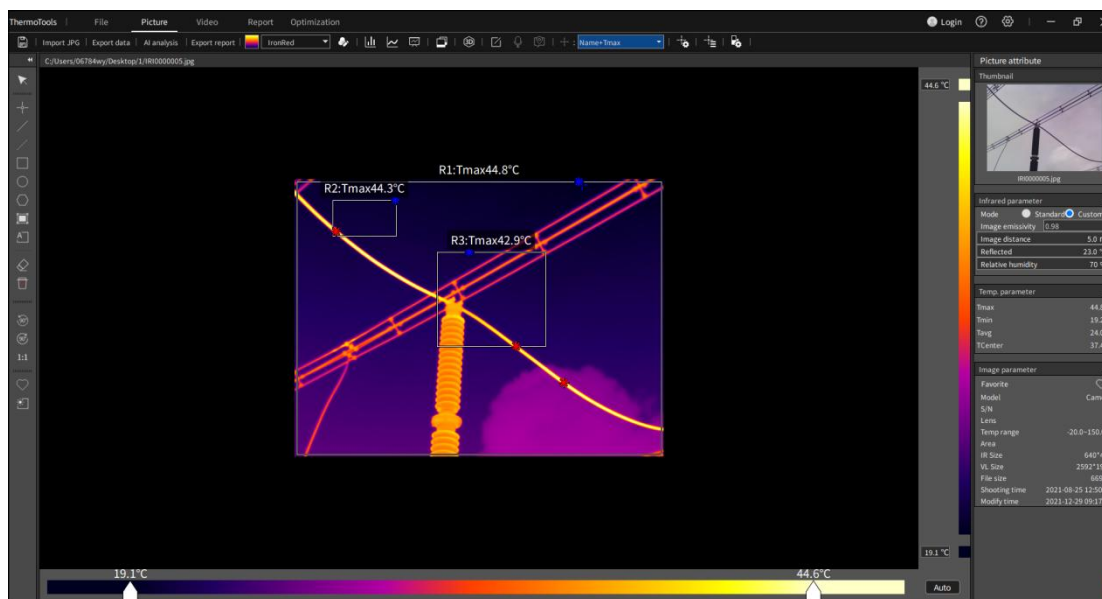 ThermoTools File Picture Video Report Optimization Login
Import JPG Export data AI analysis Export report IronRed Name+Tmax
C:/Users/06784wy/Desktop/1/IRI0000005.jpg
Picture attribute
Thumbnail
IRI0000005.jpg
44.6 °C
R1:Tmax44.8°C
R2:Tmax44.3°C
R3:Tmax42.9°C
1:1
Infrared parameter
Mode Standard Custom
Image emissivity 0.98
Image distance 5.0
Reflected 23.0
Relative humidity 70
Temp. parameter
Tmax 44.
Tmin 19.2
Tavg 24.0
TCenter 37.4
Image parameter
Favorite
Model Cam
S/N
Lens
Temp range -20.0~150.
Area
IR Size 640*
VL Size 2592*19
File size 669
Shooting time 2021-08-25 12:50
Modify time 2021-12-29 09:17
19.1 °C
19.1°C 44.6°C
Auto